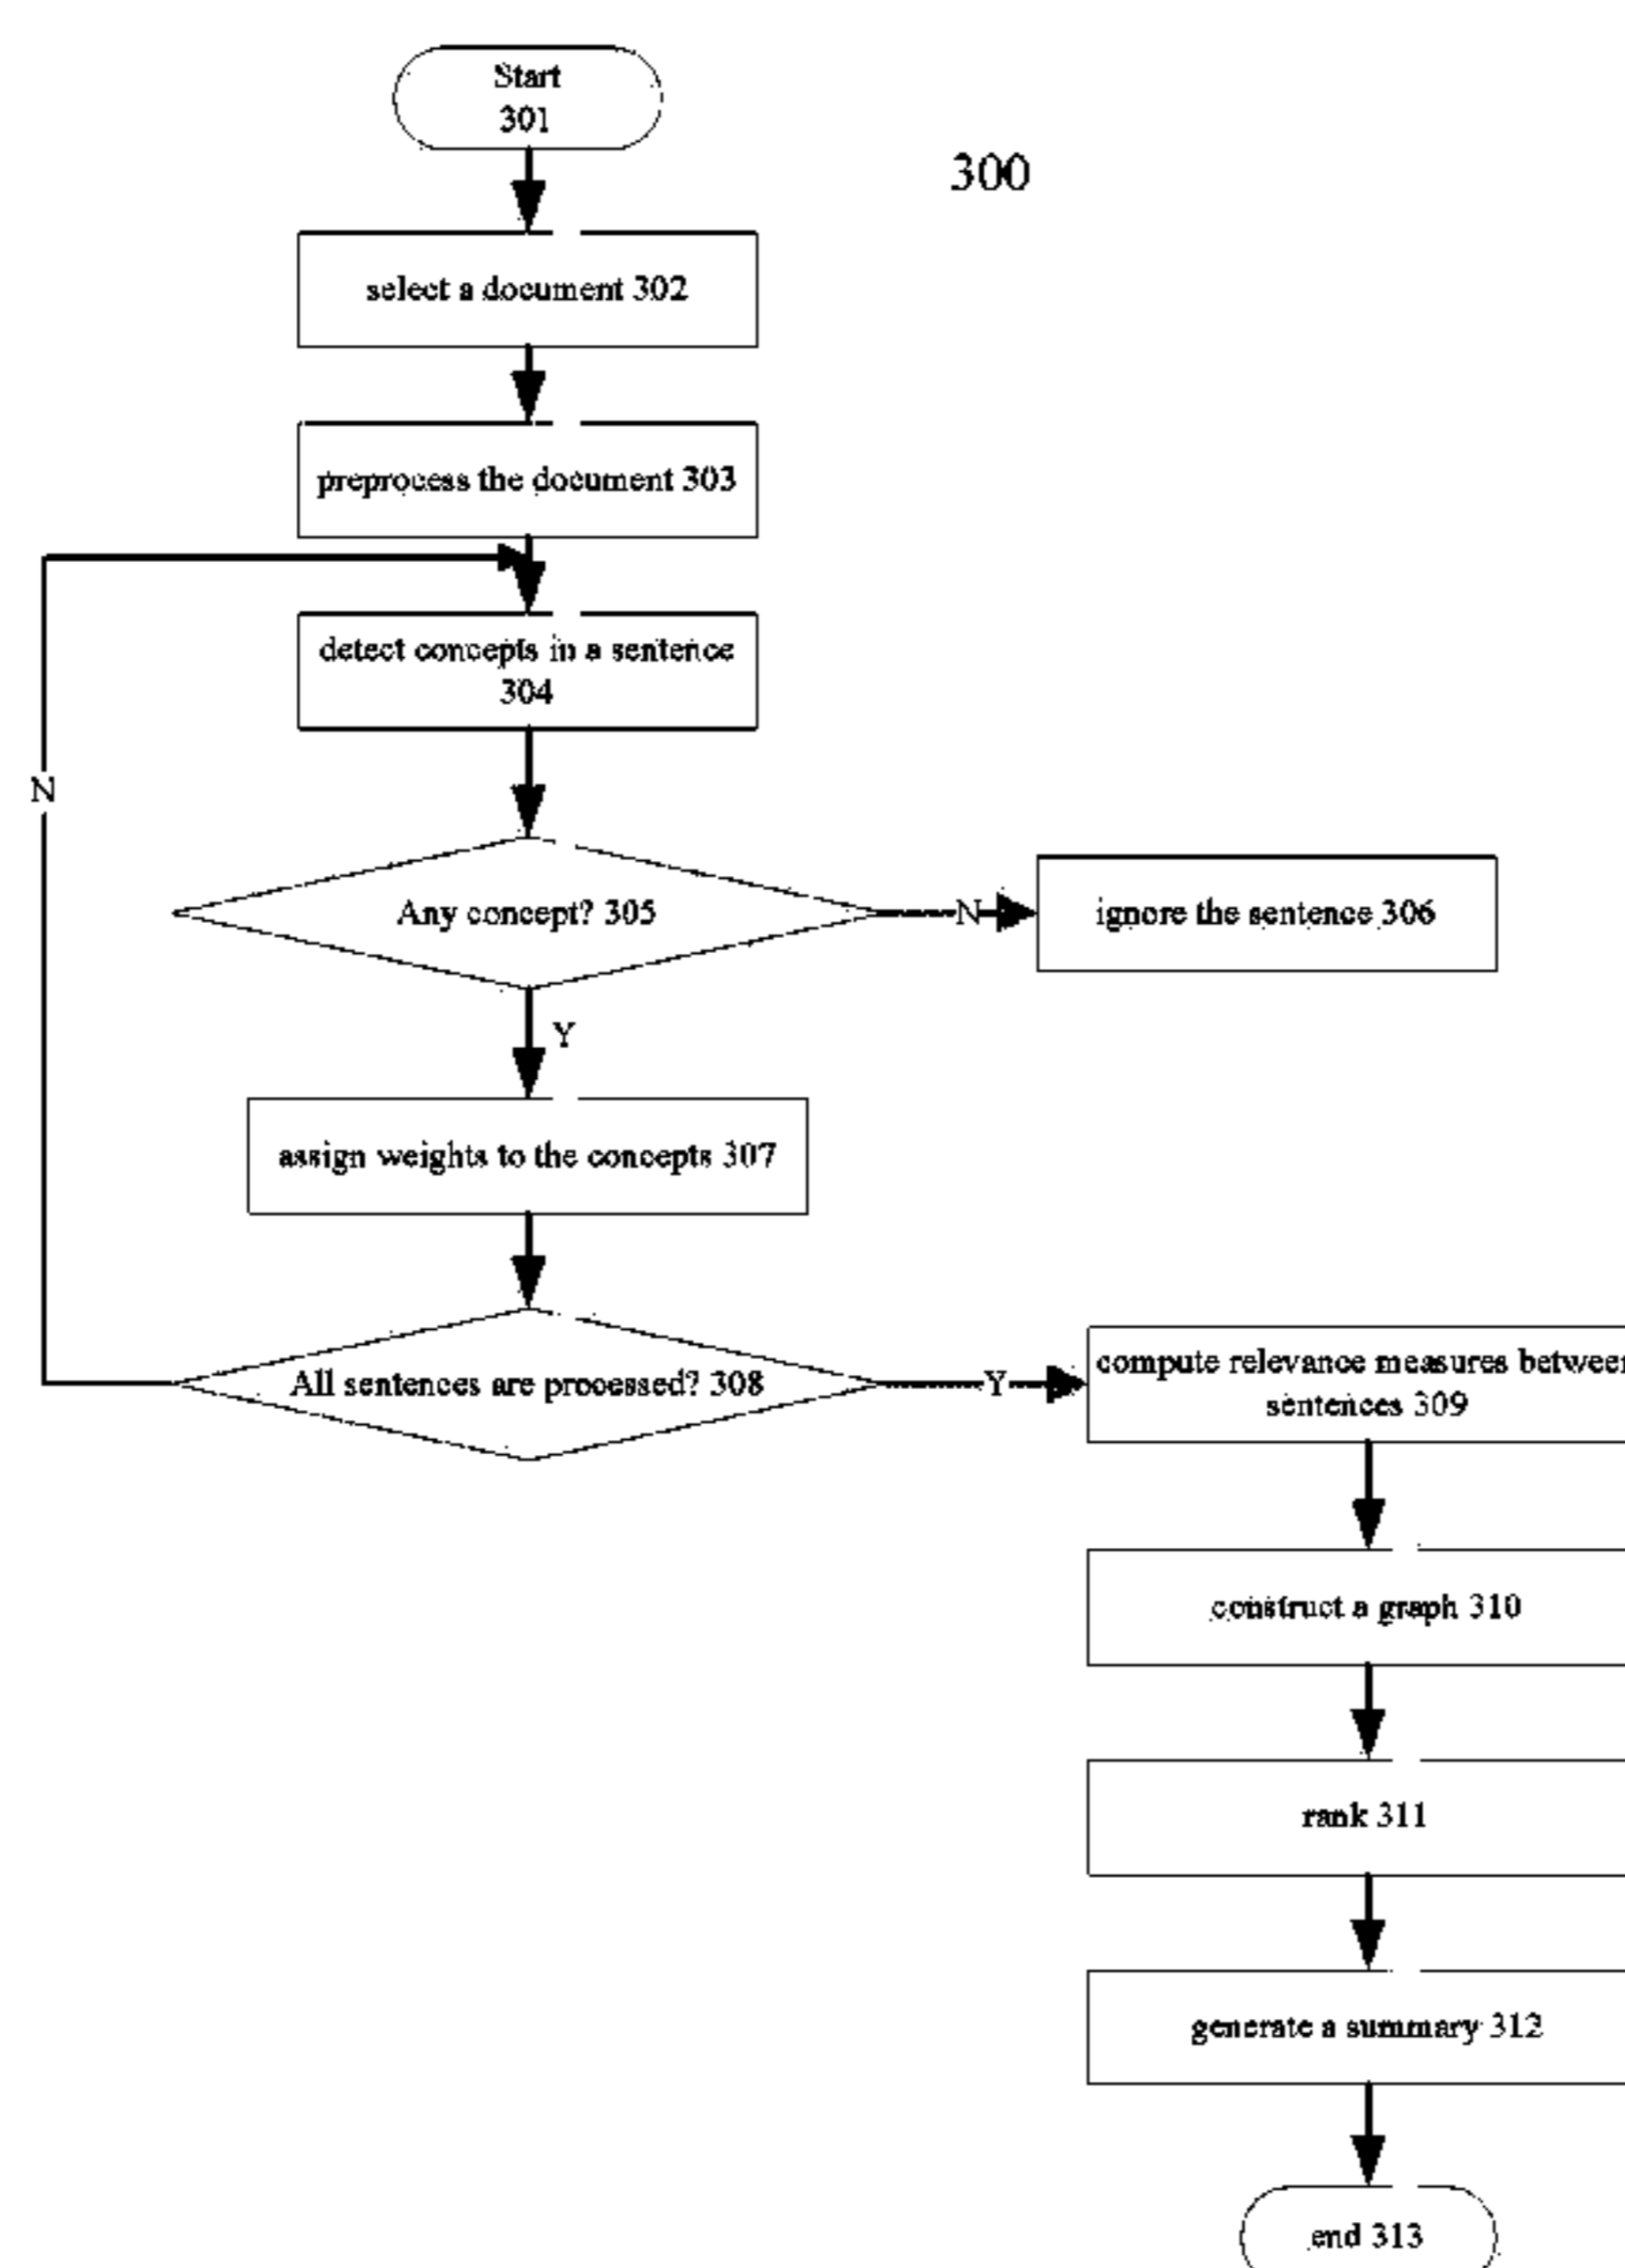 Start
301
300
select a document 302
preprocess the document 303
detect concepts in a sentence
304
N
Any concept? 305
N
ignore the sentence 306
Y
assign weights to the concepts 307
All sentences are processed? 308
Y
compute relevance measures between
sentences 309
construct a graph 310
rank 311
generate a summary 312
end 313